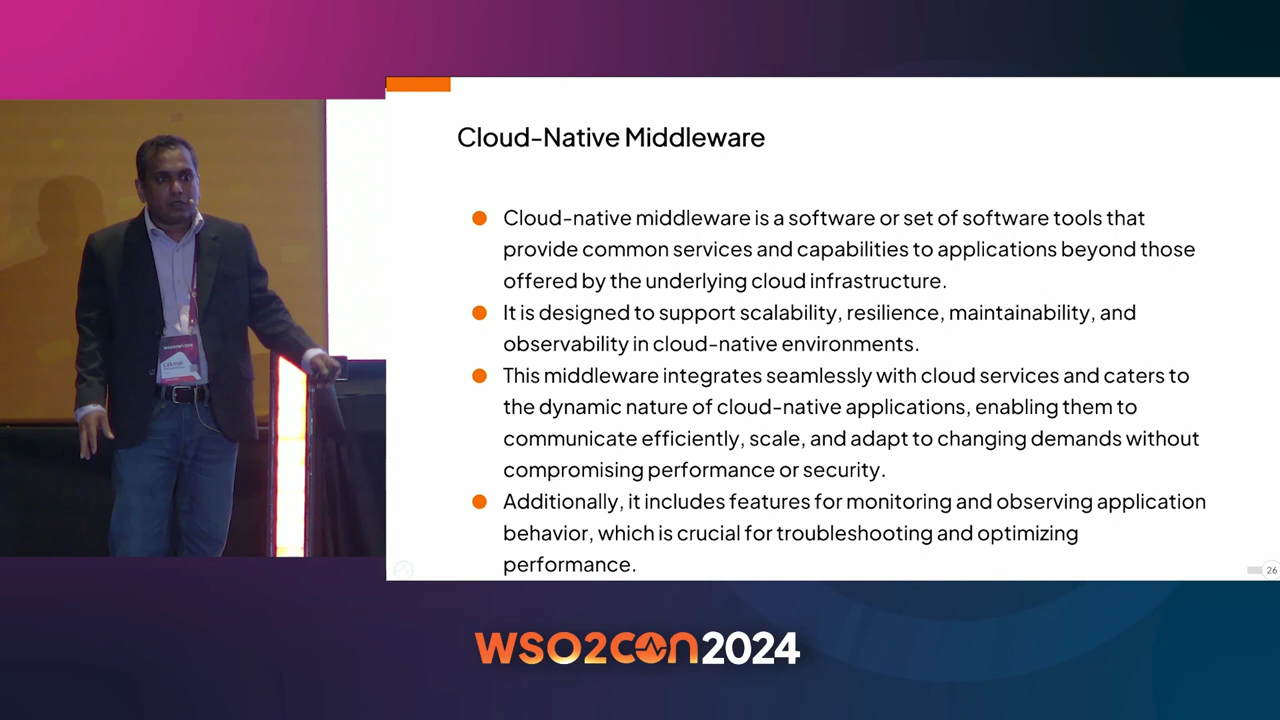 Cloud-Native Middleware
Cloud-native middleware is a software or set of software tools that
provide common services and capabilities to applications beyond those
offered by the underlying cloud infrastructure.
It is designed to support scalability, resilience, maintainability, and
observability in cloud-native environments.
This middleware integrates seamlessly with cloud services and caters to
the dynamic nature of cloud-native applications, enabling them to
communicate efficiently, scale, and adapt to changing demands without
compromising performance or security.
Additionally, it includes features for monitoring and observing application
behavior, which is crucial for troubleshooting and optimizing
performance.
26
WSO2CON 2024
Lakmal
WSO2CON2024